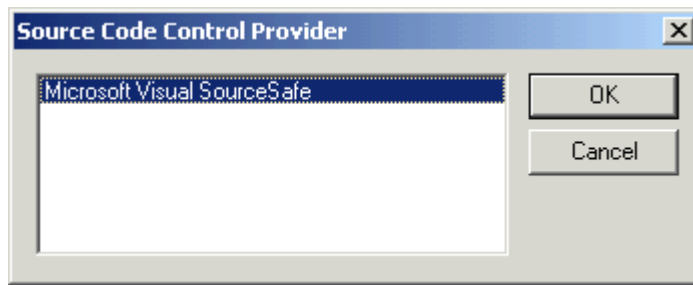 Source Code Control Provider
Microsoft Visual SourceSafe
OK
Cancel